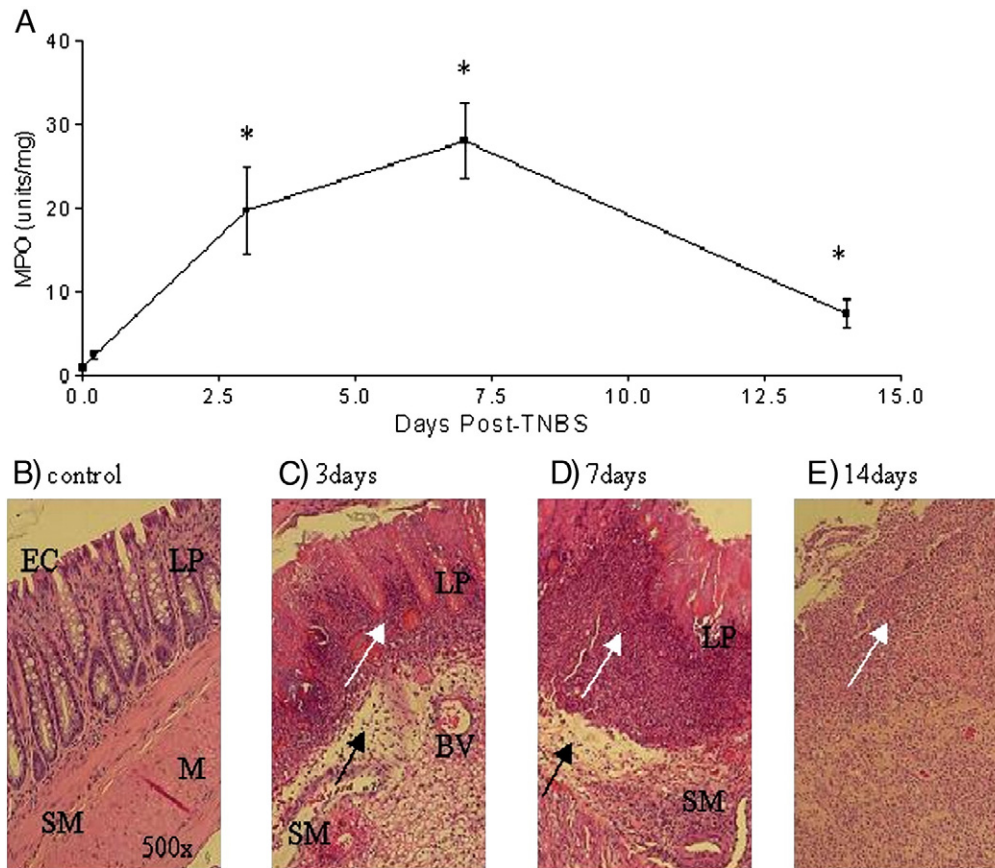 A
40
30
20
10
0
MPO (units/mg)
* * *
0.0 2.5 5.0 7.5 10.0 12.5 15.0
Days Post-TNBS
B) control
C) 3days
D) 7days
E) 14days
EC LP
M
SM
500x
LP
BV
SM
LP
SM